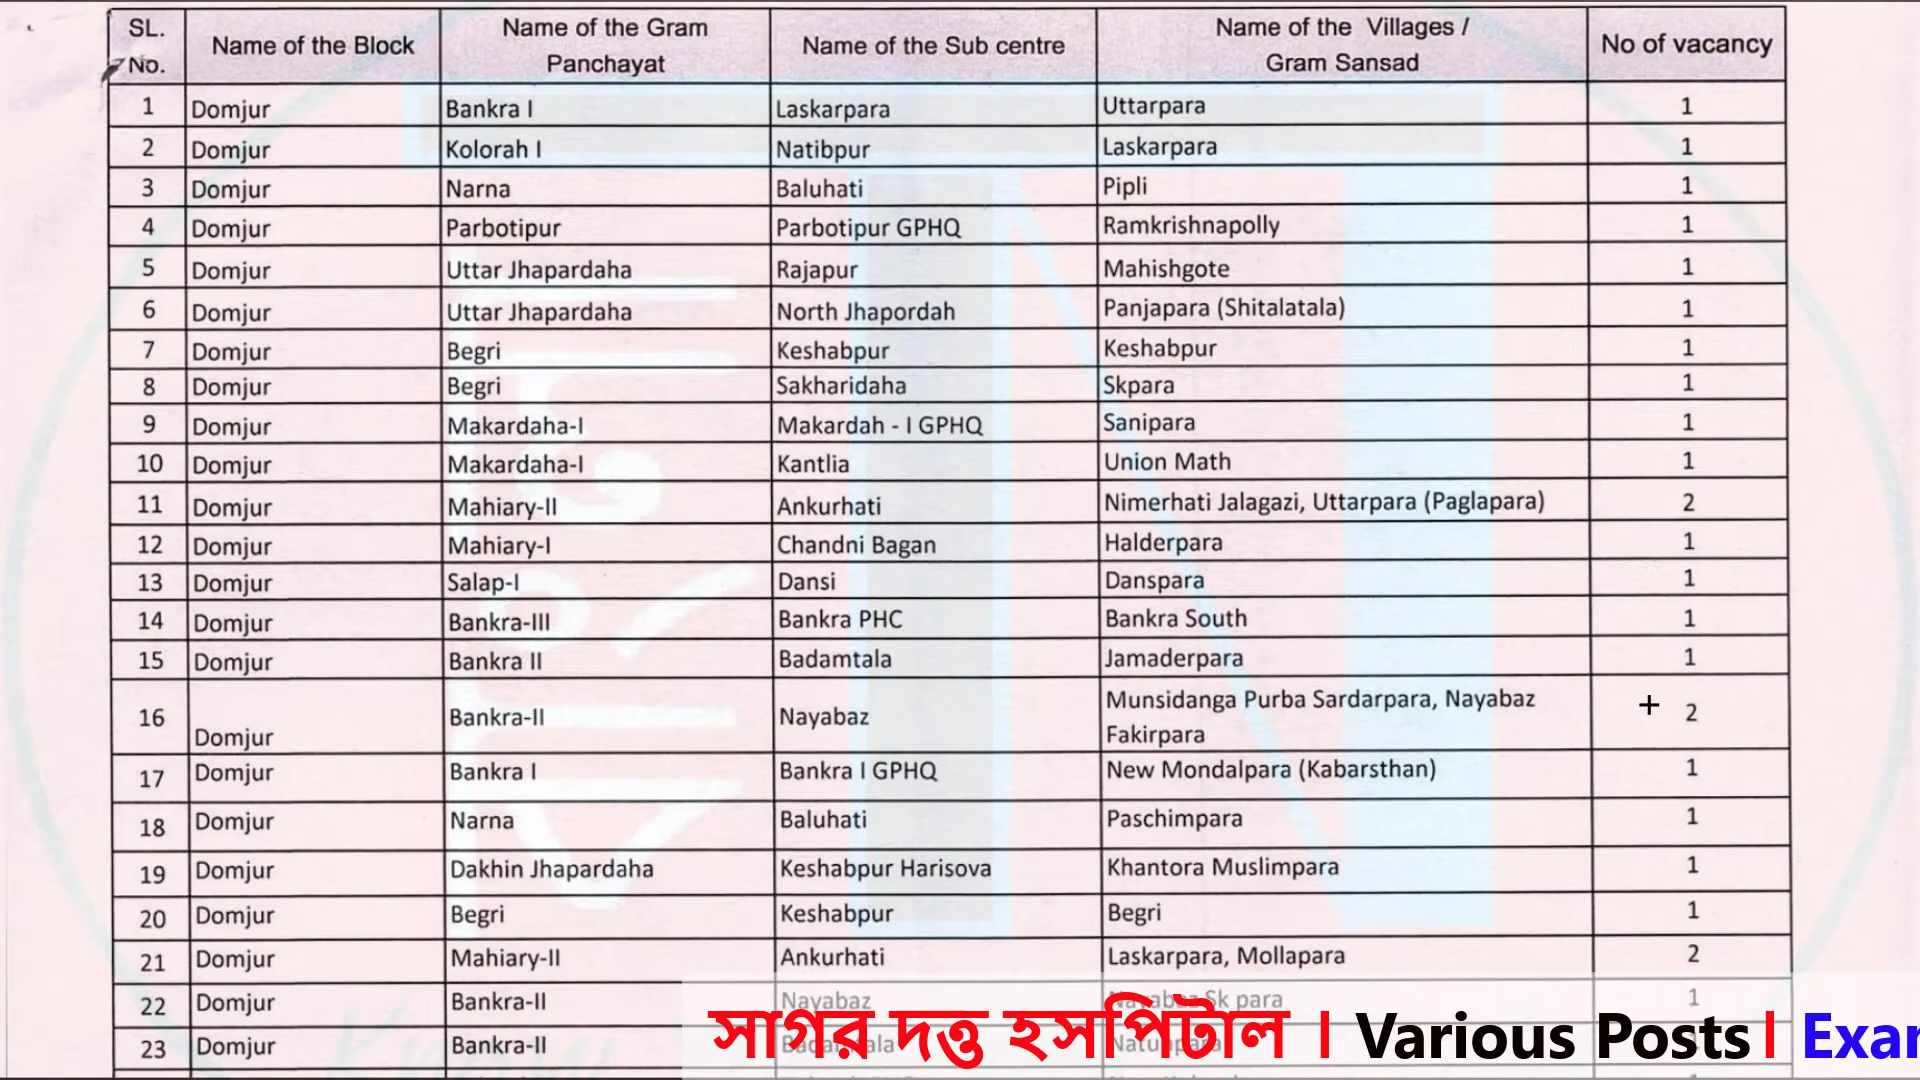 SL. No. Name of the Block Name of the Gram Panchayat Name of the Sub centre Name of the Villages / Gram Sansad No of vacancy
1 Domjur Bankra I Laskarpara Uttarpara 1
2 Domjur Kolorah I Natibpur Laskarpara 1
3 Domjur Narna Baluhati Pipli 1
4 Domjur Parbotipur Parbotipur GPHQ Ramkrishnapolly 1
5 Domjur Uttar Jhapardaha Rajapur Mahishgote 1
6 Domjur Uttar Jhapardaha North Jhapordah Panjapara (Shitalatala) 1
7 Domjur Begri Keshabpur Keshabpur 1
8 Domjur Begri Sakharidaha Skpara 1
9 Domjur Makardaha-I Makardah - I GPHQ Sanipara 1
10 Domjur Makardaha-I Kantlia Union Math 1
11 Domjur Mahiary-II Ankurhati Nimerhati Jalagazi, Uttarpara (Paglapara) 2
12 Domjur Mahiary-I Chandni Bagan Halderpara 1
13 Domjur Salap-I Dansi Danspara 1
14 Domjur Bankra-III Bankra PHC Bankra South 1
15 Domjur Bankra II Badamtala Jamaderpara 1
16 Domjur Bankra-II Nayabaz Munsidanga Purba Sardarpara, Nayabaz Fakirpara 2
17 Domjur Bankra I Bankra I GPHQ New Mondalpara (Kabarsthan) 1
18 Domjur Narna Baluhati Paschimpara 1
19 Domjur Dakhin Jhapardaha Keshabpur Harisova Khantora Muslimpara 1
20 Domjur Begri Keshabpur Begri 1
21 Domjur Mahiary-II Ankurhati Laskarpara, Mollapara 2
22 Domjur Bankra-II Nayabaz Nayabaz Sk para 1
23 Domjur Bankra-II
সাগর দত্ত হসপিটাল । Various Posts । Exar
বাংলা